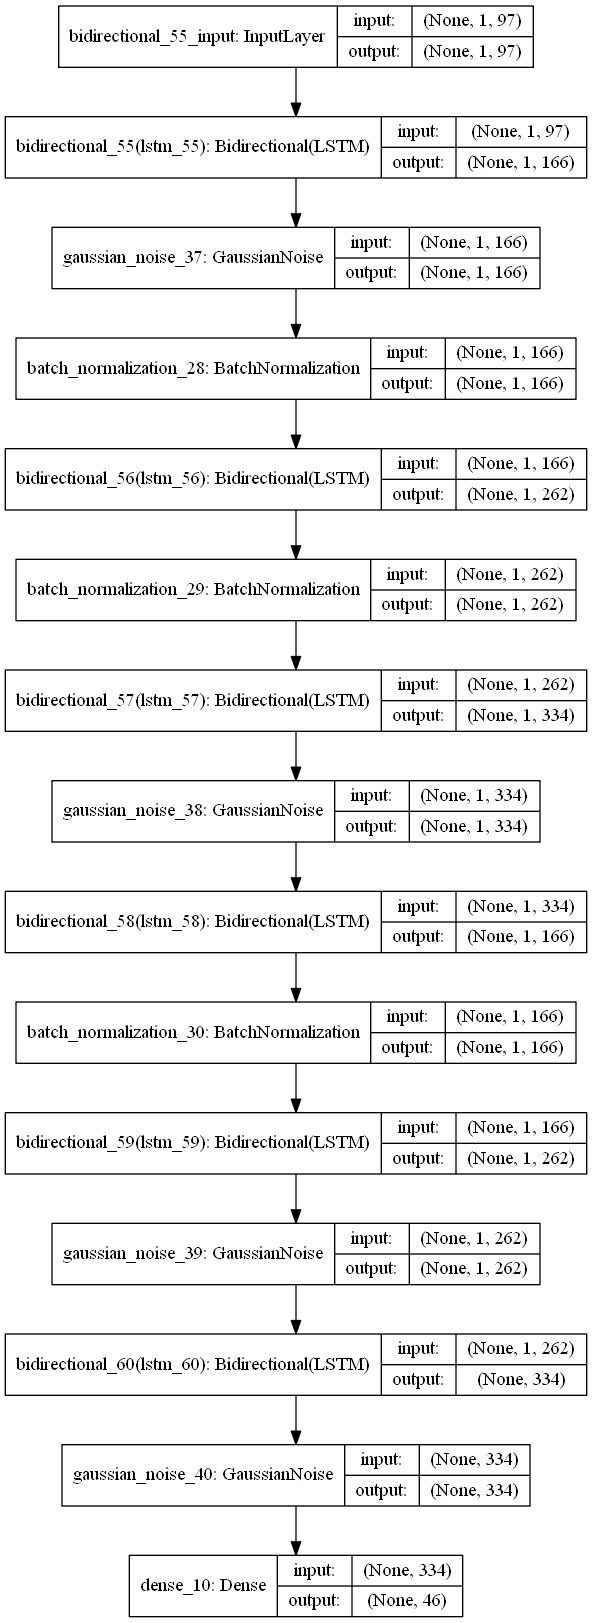 bidirectional_55_input: InputLayer
input: (None, 1, 97)
output: (None, 1, 97)
bidirectional_55(lstm_55): Bidirectional(LSTM)
input: (None, 1, 97)
output: (None, 1, 166)
gaussian_noise_37: GaussianNoise
input: (None, 1, 166)
output: (None, 1, 166)
batch_normalization_28: BatchNormalization
input: (None, 1, 166)
output: (None, 1, 166)
bidirectional_56(lstm_56): Bidirectional(LSTM)
input: (None, 1, 166)
output: (None, 1, 262)
batch_normalization_29: BatchNormalization
input: (None, 1, 262)
output: (None, 1, 262)
bidirectional_57(lstm_57): Bidirectional(LSTM)
input: (None, 1, 262)
output: (None, 1, 334)
gaussian_noise_38: GaussianNoise
input: (None, 1, 334)
output: (None, 1, 334)
bidirectional_58(lstm_58): Bidirectional(LSTM)
input: (None, 1, 334)
output: (None, 1, 166)
batch_normalization_30: BatchNormalization
input: (None, 1, 166)
output: (None, 1, 166)
bidirectional_59(lstm_59): Bidirectional(LSTM)
input: (None, 1, 166)
output: (None, 1, 262)
gaussian_noise_39: GaussianNoise
input: (None, 1, 262)
output: (None, 1, 262)
bidirectional_60(lstm_60): Bidirectional(LSTM)
input: (None, 1, 262)
output: (None, 334)
gaussian_noise_40: GaussianNoise
input: (None, 334)
output: (None, 334)
dense_10: Dense
input: (None, 334)
output: (None, 46)